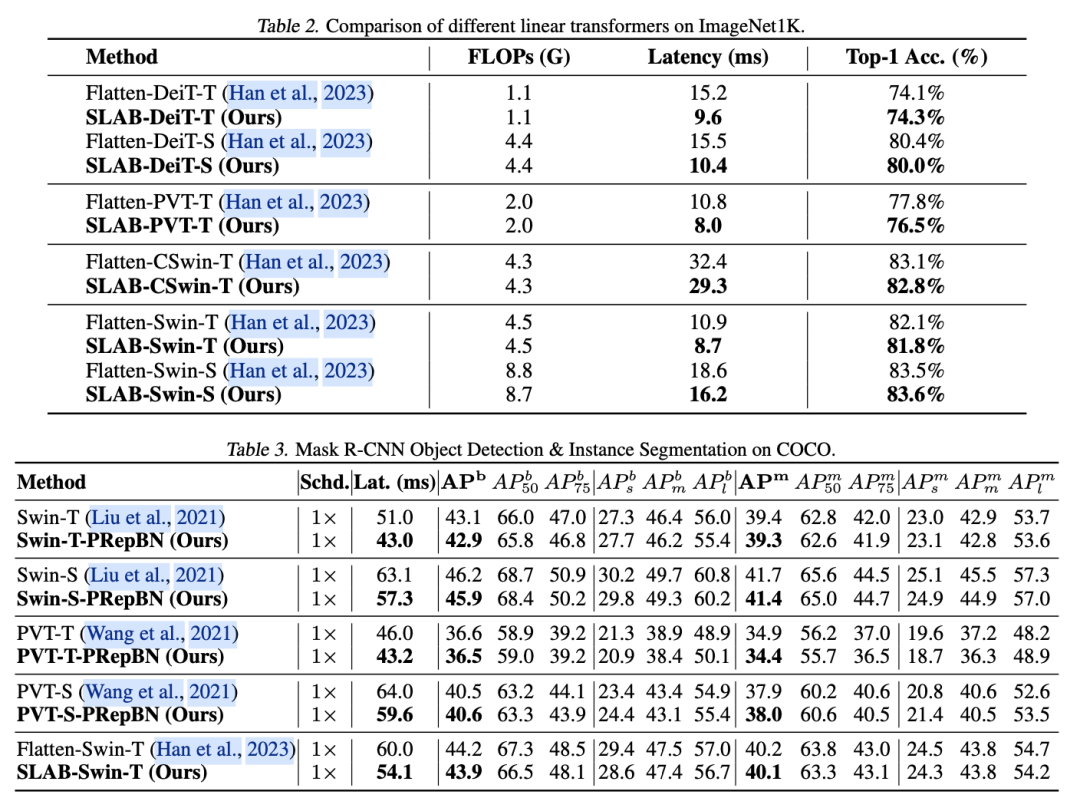 Table 2. Comparison of different linear transformers on ImageNet1K.
Method FLOPs (G) Latency (ms) Top-1 Acc. (%)
Flatten-DeiT-T (Han et al., 2023) 1.1 15.2 74.1%
SLAB-DeiT-T (Ours) 1.1 9.6 74.3%
Flatten-DeiT-S (Han et al., 2023) 4.4 15.5 80.4%
SLAB-DeiT-S (Ours) 4.4 10.4 80.0%
Flatten-PVT-T (Han et al., 2023) 2.0 10.8 77.8%
SLAB-PVT-T (Ours) 2.0 8.0 76.5%
Flatten-CSwin-T (Han et al., 2023) 4.3 32.4 83.1%
SLAB-CSwin-T (Ours) 4.3 29.3 82.8%
Flatten-Swin-T (Han et al., 2023) 4.5 10.9 82.1%
SLAB-Swin-T (Ours) 4.5 8.7 81.8%
Flatten-Swin-S (Han et al., 2023) 8.8 18.6 83.5%
SLAB-Swin-S (Ours) 8.7 16.2 83.6%
Table 3. Mask R-CNN Object Detection & Instance Segmentation on COCO.
Method Schd. Lat. (ms) AP^b AP^b_50 AP^b_75 AP^b_s AP^b_m AP^b_l AP^m AP^m_50 AP^m_75 AP^m_s AP^m_m AP^m_l
Swin-T (Liu et al., 2021) 1× 51.0 43.1 66.0 47.0 27.3 46.4 56.0 39.4 62.8 42.0 23.0 42.9 53.7
Swin-T-PRepBN (Ours) 1× 43.0 42.9 65.8 46.8 27.7 46.2 55.4 39.3 62.6 41.9 23.1 42.8 53.6
Swin-S (Liu et al., 2021) 1× 63.1 46.2 68.7 50.9 30.2 49.7 60.8 41.7 65.6 44.5 25.1 45.5 57.3
Swin-S-PRepBN (Ours) 1× 57.3 45.9 68.4 50.2 29.8 49.3 60.2 41.4 65.0 44.7 24.9 44.9 57.0
PVT-T (Wang et al., 2021) 1× 46.0 36.6 58.9 39.2 21.3 38.9 48.9 34.9 56.2 37.0 19.6 37.2 48.2
PVT-T-PRepBN (Ours) 1× 43.2 36.5 59.0 39.2 20.9 38.4 50.1 34.4 55.7 36.5 18.7 36.3 48.9
PVT-S (Wang et al., 2021) 1× 64.0 40.5 63.2 44.1 23.4 43.4 54.9 37.9 60.2 40.6 20.8 40.6 52.6
PVT-S-PRepBN (Ours) 1× 59.6 40.6 63.3 43.9 24.4 43.1 55.4 38.0 60.6 40.5 21.4 40.5 53.5
Flatten-Swin-T (Han et al., 2023) 1× 60.0 44.2 67.3 48.5 29.4 47.5 57.0 40.2 63.8 43.0 24.5 43.8 54.7
SLAB-Swin-T (Ours) 1× 54.1 43.9 66.5 48.1 28.6 47.4 56.7 40.1 63.3 43.1 24.3 43.8 54.2